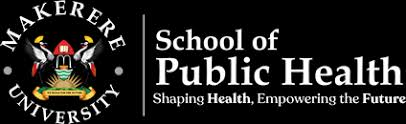 MAKERERE
UNIVERSITY
School of
Public Health
Shaping Health, Empowering the Future